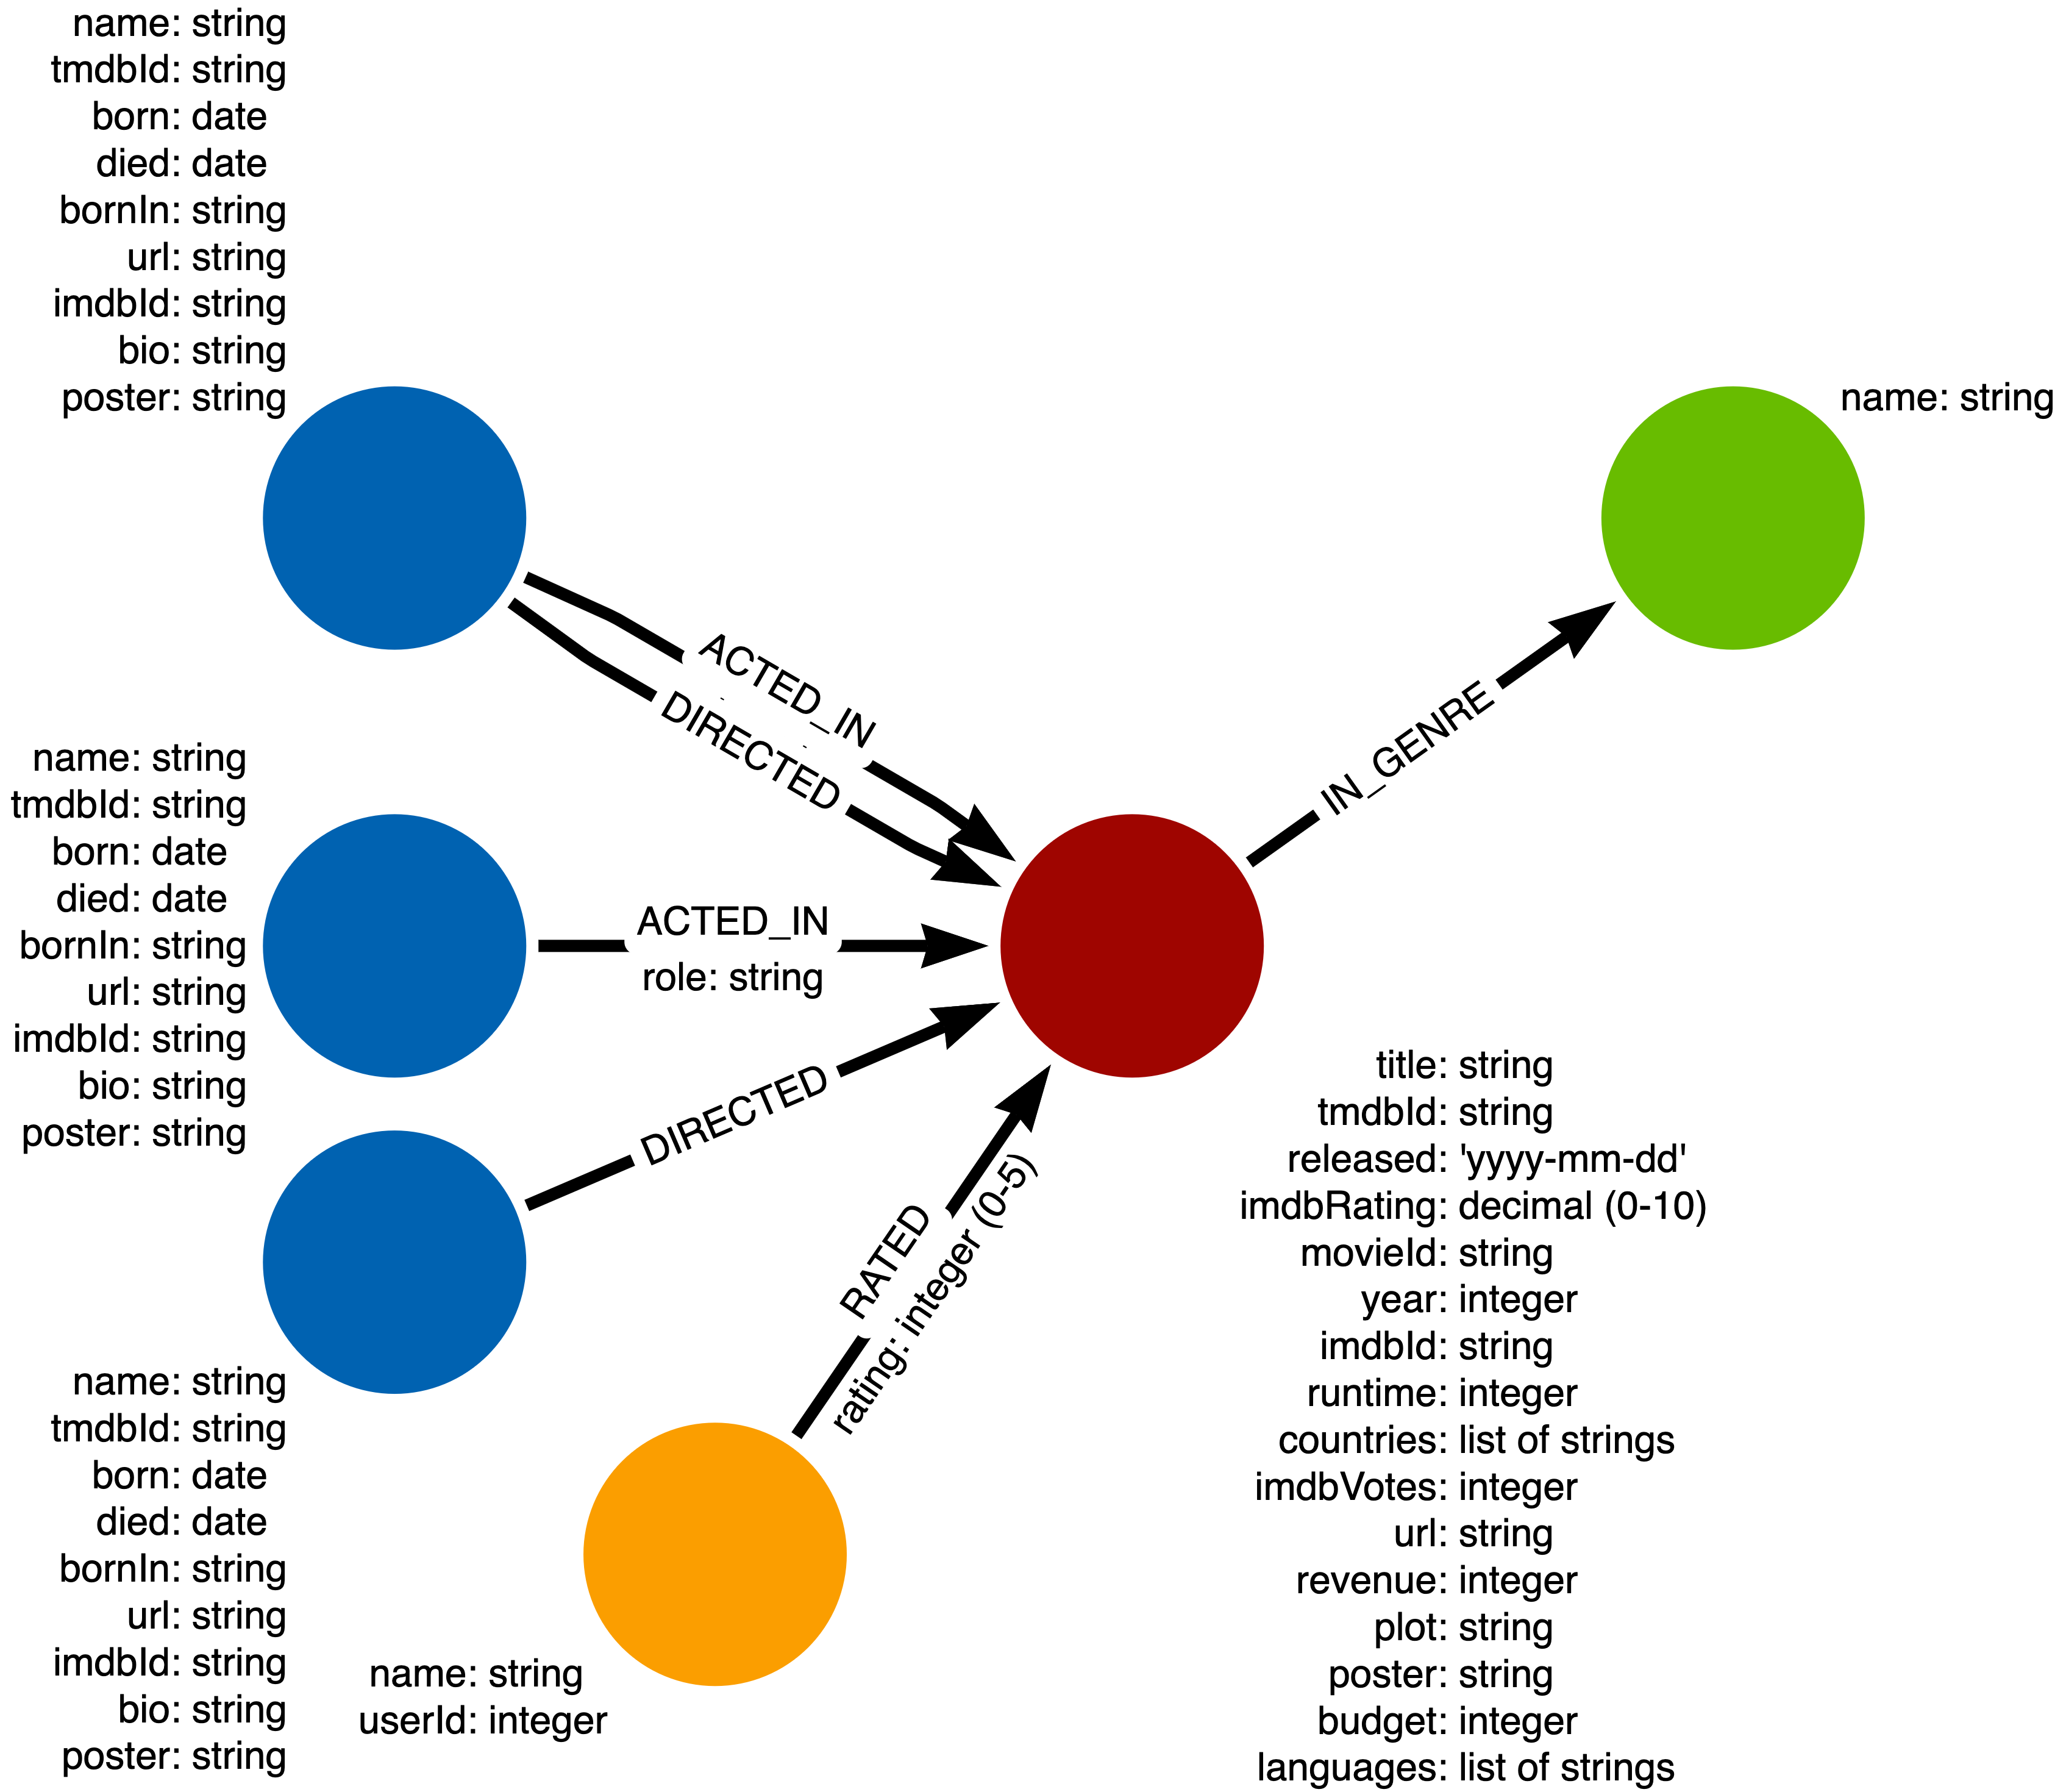 name: string
tmdbId: string
born: date
died: date
bornIn: string
url: string
imdbId: string
bio: string
poster: string
name: string
ACTED_IN
DIRECTED
IN_GENRE
name: string
tmdbId: string
born: date
died: date
bornIn: string
url: string
imdbId: string
bio: string
poster: string
ACTED_IN
role: string
DIRECTED
RATED
rating: integer (0-5)
title: string
tmdbId: string
released: 'yyyy-mm-dd'
imdbRating: decimal (0-10)
movieId: string
year: integer
imdbId: string
runtime: integer
countries: list of strings
imdbVotes: integer
url: string
revenue: integer
plot: string
poster: string
budget: integer
languages: list of strings
name: string
tmdbId: string
born: date
died: date
bornIn: string
url: string
imdbId: string
bio: string
poster: string
name: string
userId: integer